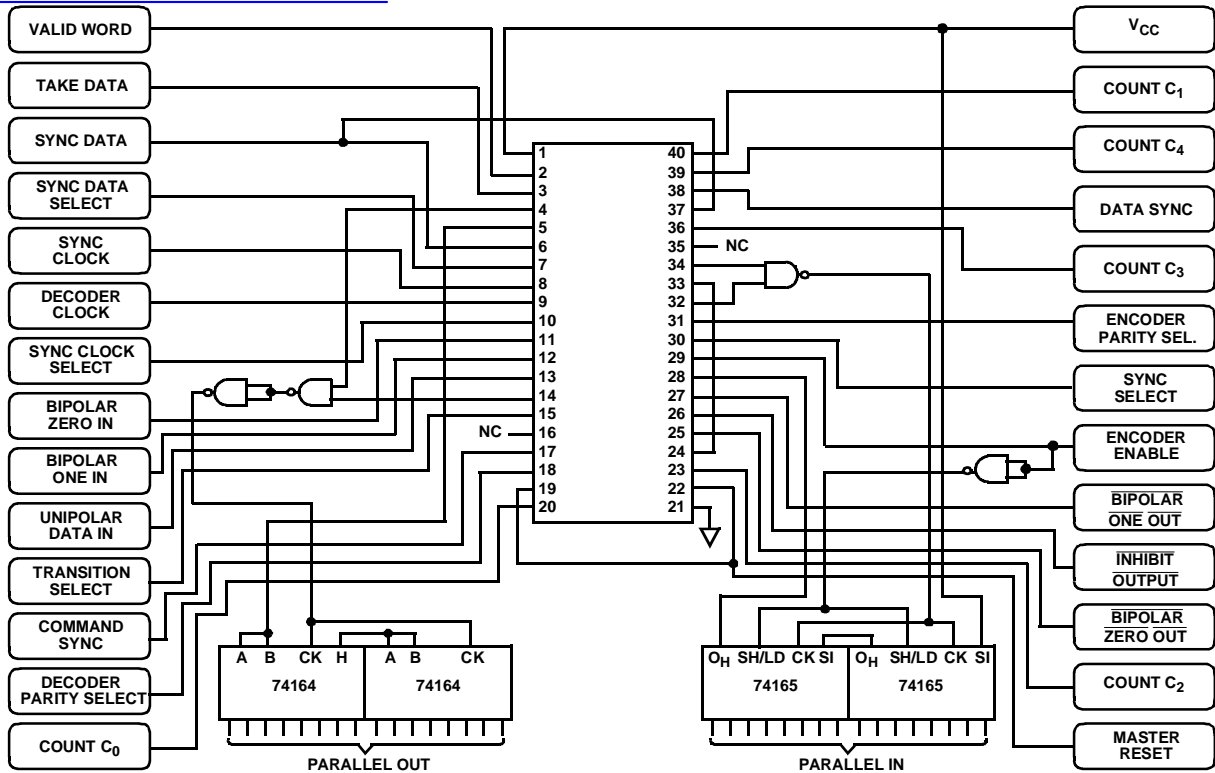 VALID WORD
TAKE DATA
SYNC DATA
SYNC DATA
SELECT
SYNC
CLOCK
DECODER
CLOCK
SYNC CLOCK
SELECT
BIPOLAR
ZERO IN
BIPOLAR
ONE IN
UNIPOLAR
DATA IN
TRANSITION
SELECT
COMMAND
SYNC
DECODER
PARITY SELECT
COUNT C0
1
2
3
4
5
6
7
8
9
10
11
12
13
14
15
NC 16
17
18
19
20
40
39
38
37
36
35 NC
34
33
32
31
30
29
28
27
26
25
24
23
22
21
VCC
COUNT C1
COUNT C4
DATA SYNC
COUNT C3
ENCODER
PARITY SEL.
SYNC
SELECT
ENCODER
ENABLE
BIPOLAR
ONE OUT
INHIBIT
OUTPUT
BIPOLAR
ZERO OUT
COUNT C2
MASTER
RESET
A B CK H A B CK
74164 74164
PARALLEL OUT
OH SH/LD CK SI OH SH/LD CK SI
74165 74165
PARALLEL IN